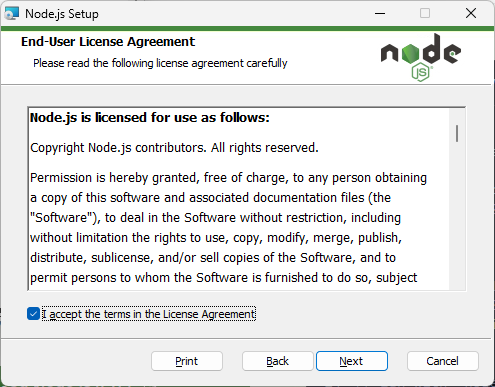 Node.js Setup
End-User License Agreement
Please read the following license agreement carefully
node
JS
Node.js is licensed for use as follows:
Copyright Node.js contributors. All rights reserved.
Permission is hereby granted, free of charge, to any person obtaining
a copy of this software and associated documentation files (the
"Software"), to deal in the Software without restriction, including
without limitation the rights to use, copy, modify, merge, publish,
distribute, sublicense, and/or sell copies of the Software, and to
permit persons to whom the Software is furnished to do so, subject
I accept the terms in the License Agreement
Print Back Next Cancel